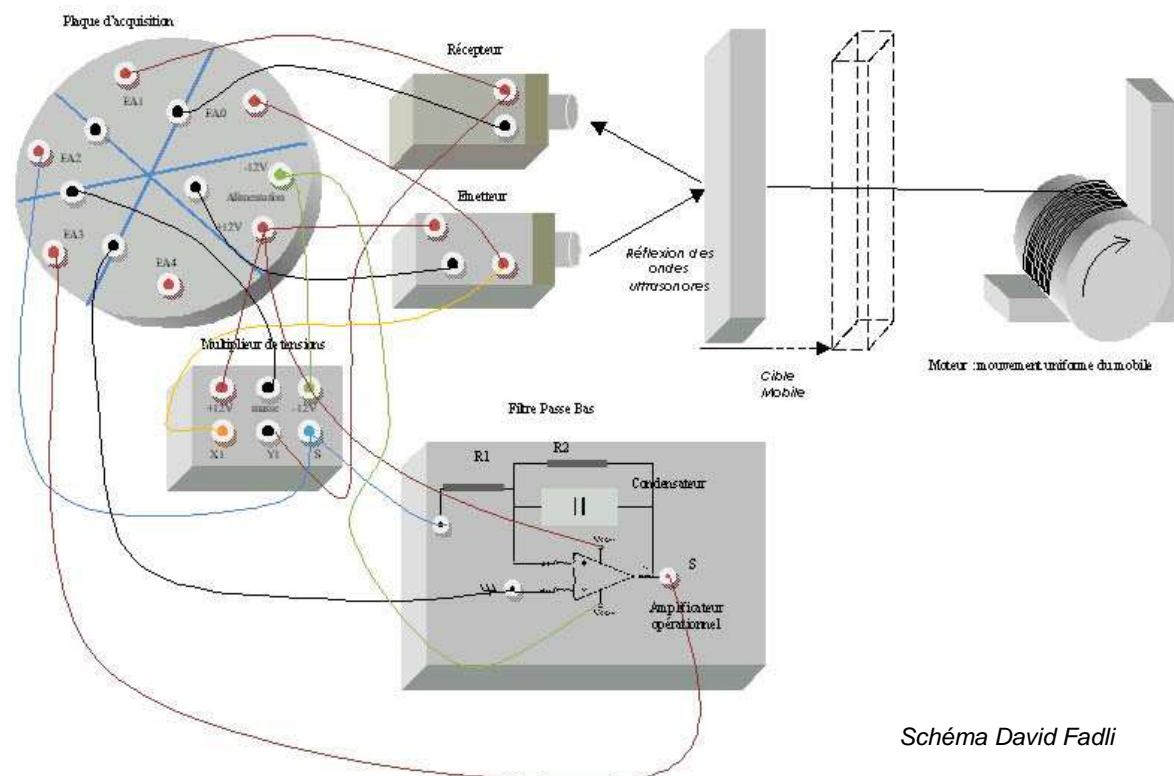 Plaque d'acquisition
Récepteur
EA1
EA0
EA2
-12V
Alimentation
+12V
EA3
EA4
Emetteur
Réflexion des
ondes
ultrasonores
Cible
Mobile
Moteur : mouvement uniforme du mobile
Multiplieur de tensions
+12V
masse
-12V
X1
Y1
S
Filtre Passe Bas
R1
R2
Condensateur
S
Amplificateur
opérationnel
Schéma David Fadli